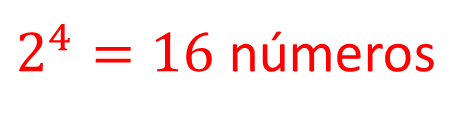 2⁴ = 16 números